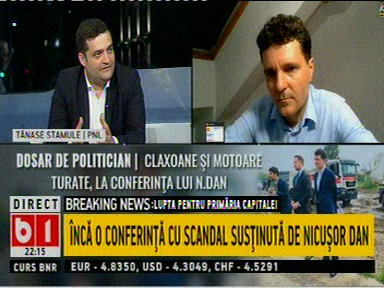 TĂNASE STAMULE | PNL
DOSAR DE POLITICIAN | CLAXOANE ȘI MOTOARE
TURATE, LA CONFERINȚA LUI N.DAN
DIRECT
BREAKING NEWS: LUPTA PENTRU PRIMĂRIA CAPITALEI
b1
22:15
ÎNCĂ O CONFERINȚĂ CU SCANDAL SUSȚINUTĂ DE NICUȘOR DAN
CURS BNR
EUR - 4.8350, USD - 4.3049, CHF - 4.5291